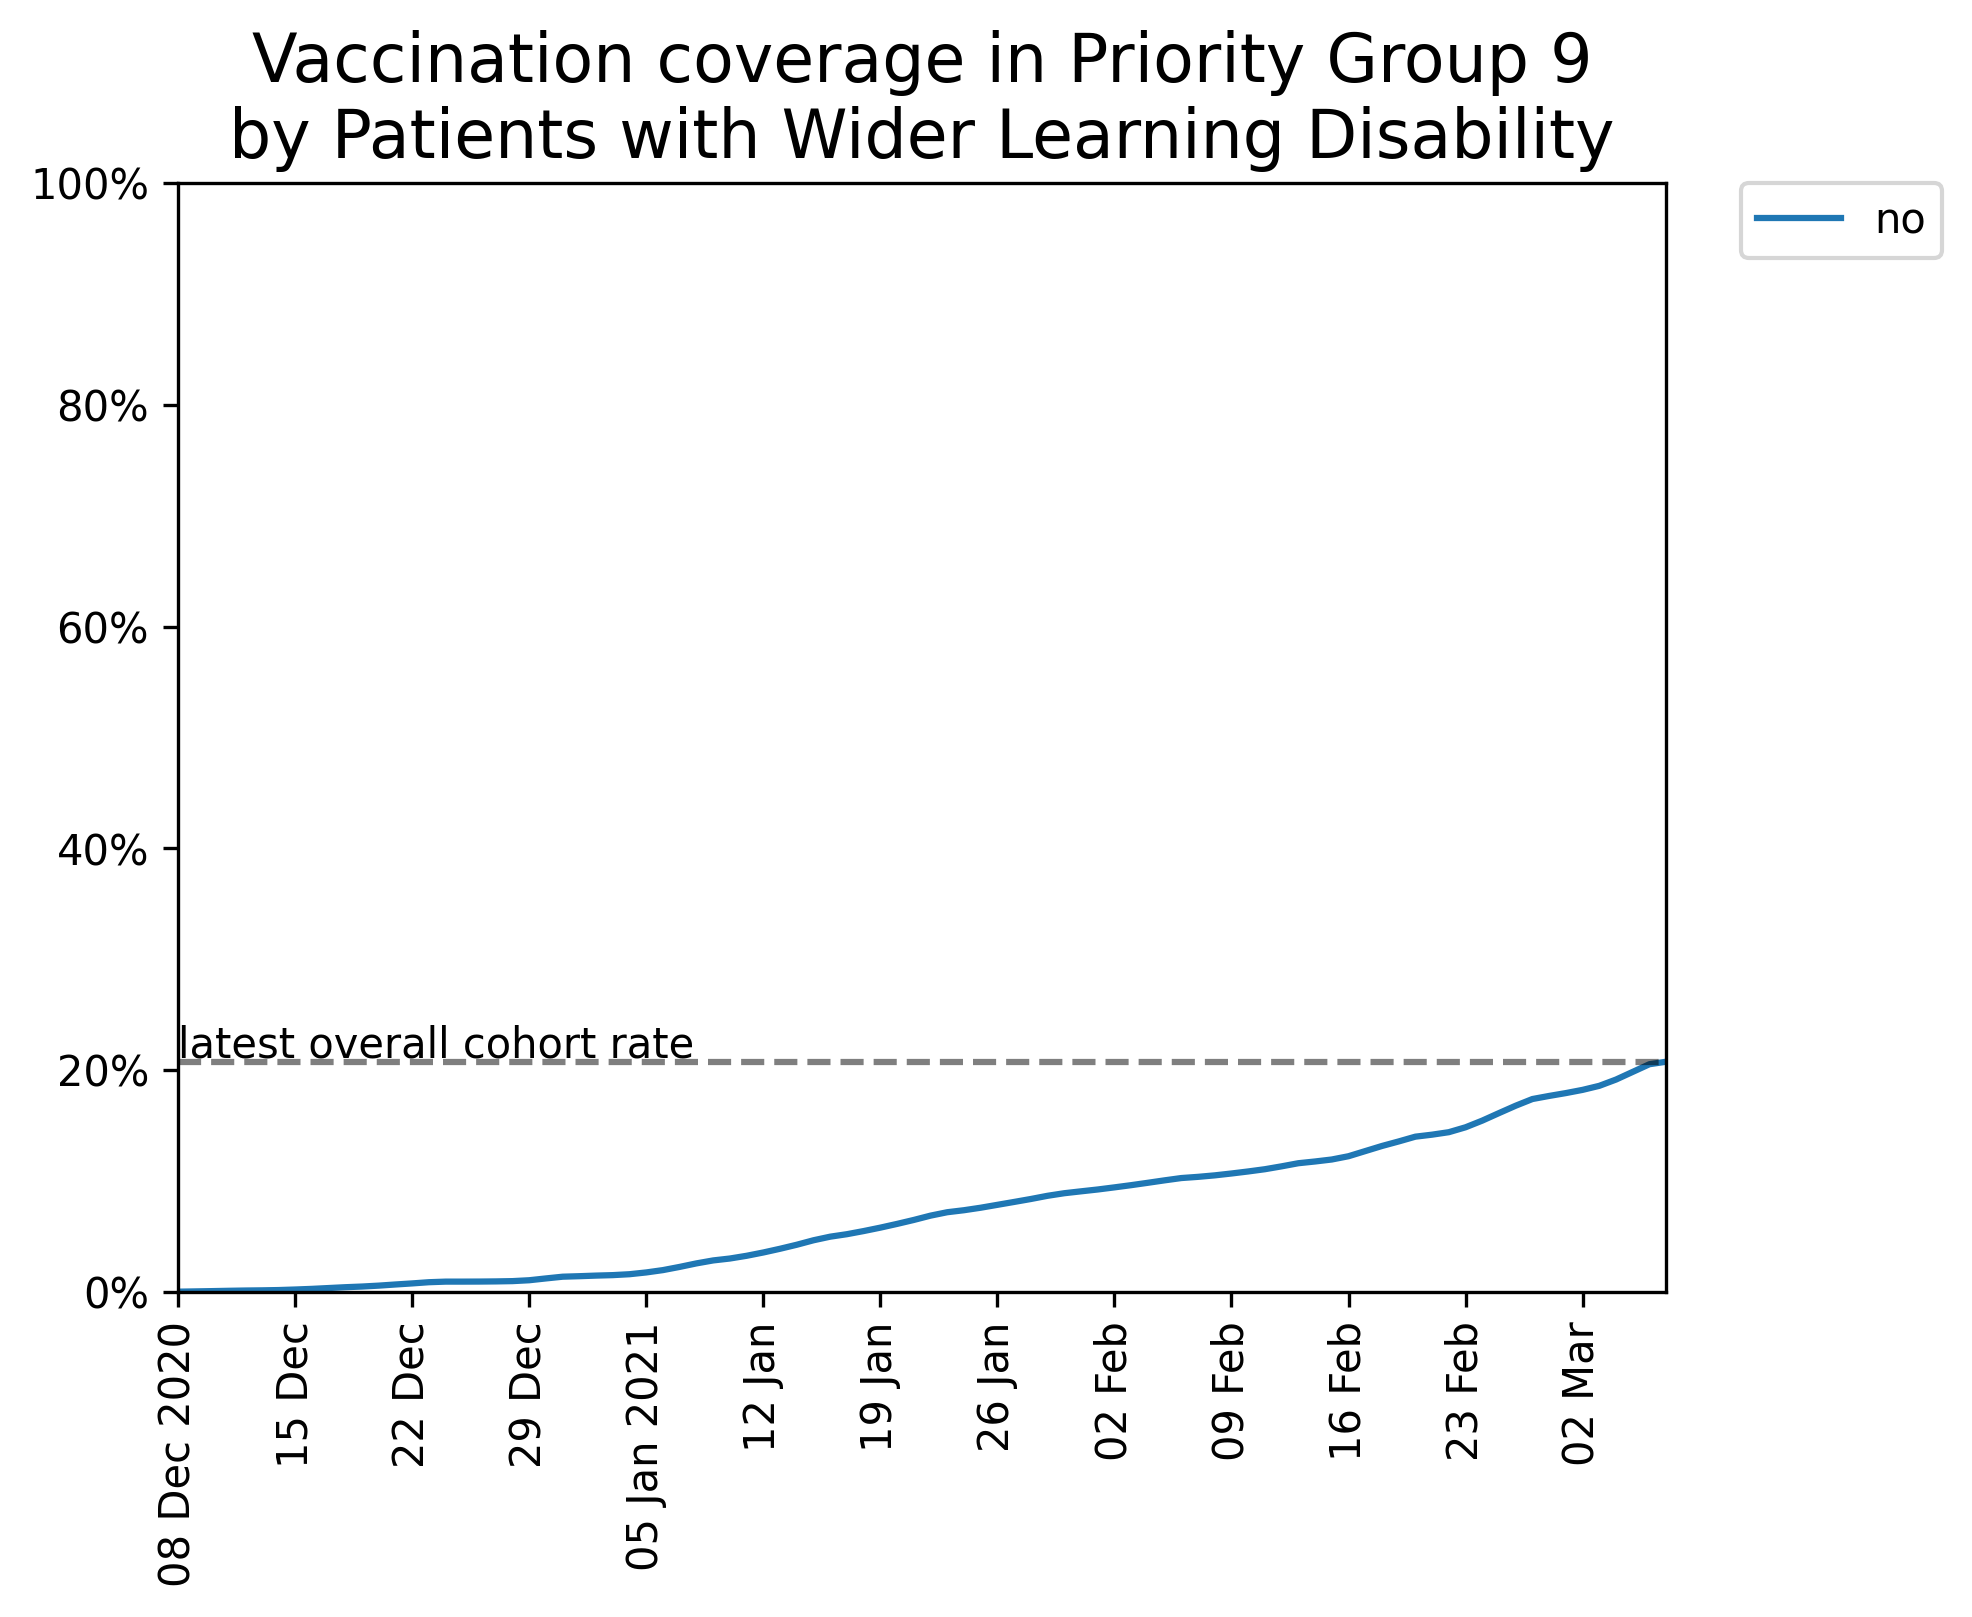 Vaccination coverage in Priority Group 9
by Patients with Wider Learning Disability
100%
80%
60%
40%
20%
0%
latest overall cohort rate
no
08 Dec 2020
15 Dec
22 Dec
29 Dec
05 Jan 2021
12 Jan
19 Jan
26 Jan
02 Feb
09 Feb
16 Feb
23 Feb
02 Mar